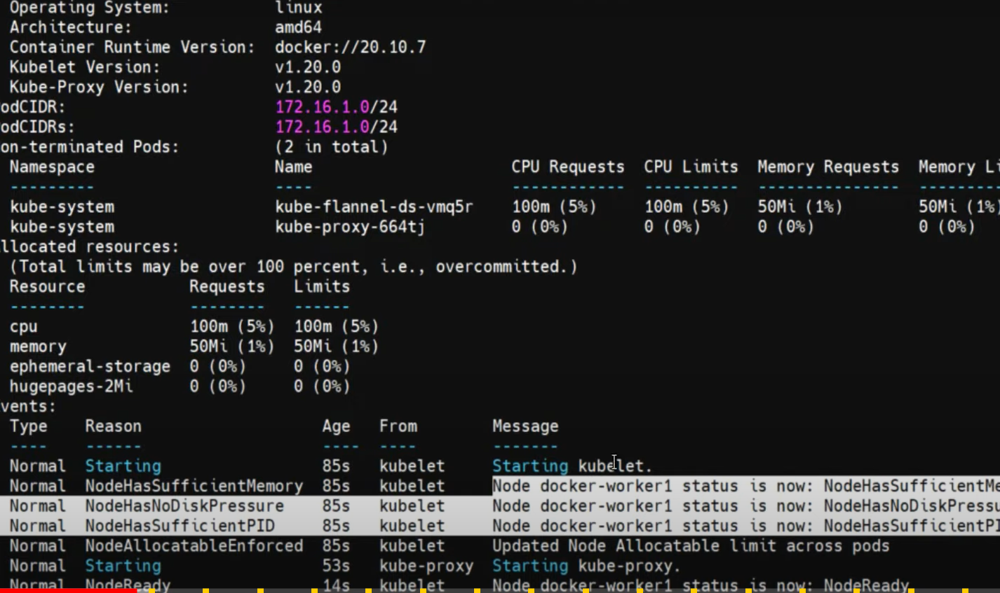 Operating System: linux
Architecture: amd64
Container Runtime Version: docker://20.10.7
Kubelet Version: v1.20.0
Kube-Proxy Version: v1.20.0
odCIDR: 172.16.1.0/24
odCIDRs: 172.16.1.0/24
on-terminated Pods: (2 in total)
Namespace Name CPU Requests CPU Limits Memory Requests Memory Li
--------- ---- ------------ ---------- --------------- ---------
kube-system kube-flannel-ds-vmq5r 100m (5%) 100m (5%) 50Mi (1%) 50Mi (1%)
kube-system kube-proxy-664tj 0 (0%) 0 (0%) 0 (0%) 0 (0%)
llocated resources:
(Total limits may be over 100 percent, i.e., overcommitted.)
Resource Requests Limits
-------- -------- ------
cpu 100m (5%) 100m (5%)
memory 50Mi (1%) 50Mi (1%)
ephemeral-storage 0 (0%) 0 (0%)
hugepages-2Mi 0 (0%) 0 (0%)
vents:
Type Reason Age From Message
---- ------ ---- ---- -------
Normal Starting 85s kubelet Starting kubelet.
Normal NodeHasSufficientMemory 85s kubelet Node docker-worker1 status is now: NodeHasSufficientMe
Normal NodeHasNoDiskPressure 85s kubelet Node docker-worker1 status is now: NodeHasNoDiskPressu
Normal NodeHasSufficientPID 85s kubelet Node docker-worker1 status is now: NodeHasSufficientPI
Normal NodeAllocatableEnforced 85s kubelet Updated Node Allocatable limit across pods
Normal Starting 53s kube-proxy Starting kube-proxy.
Normal NodeReady 14s kubelet Node docker-worker1 status is now: NodeReady